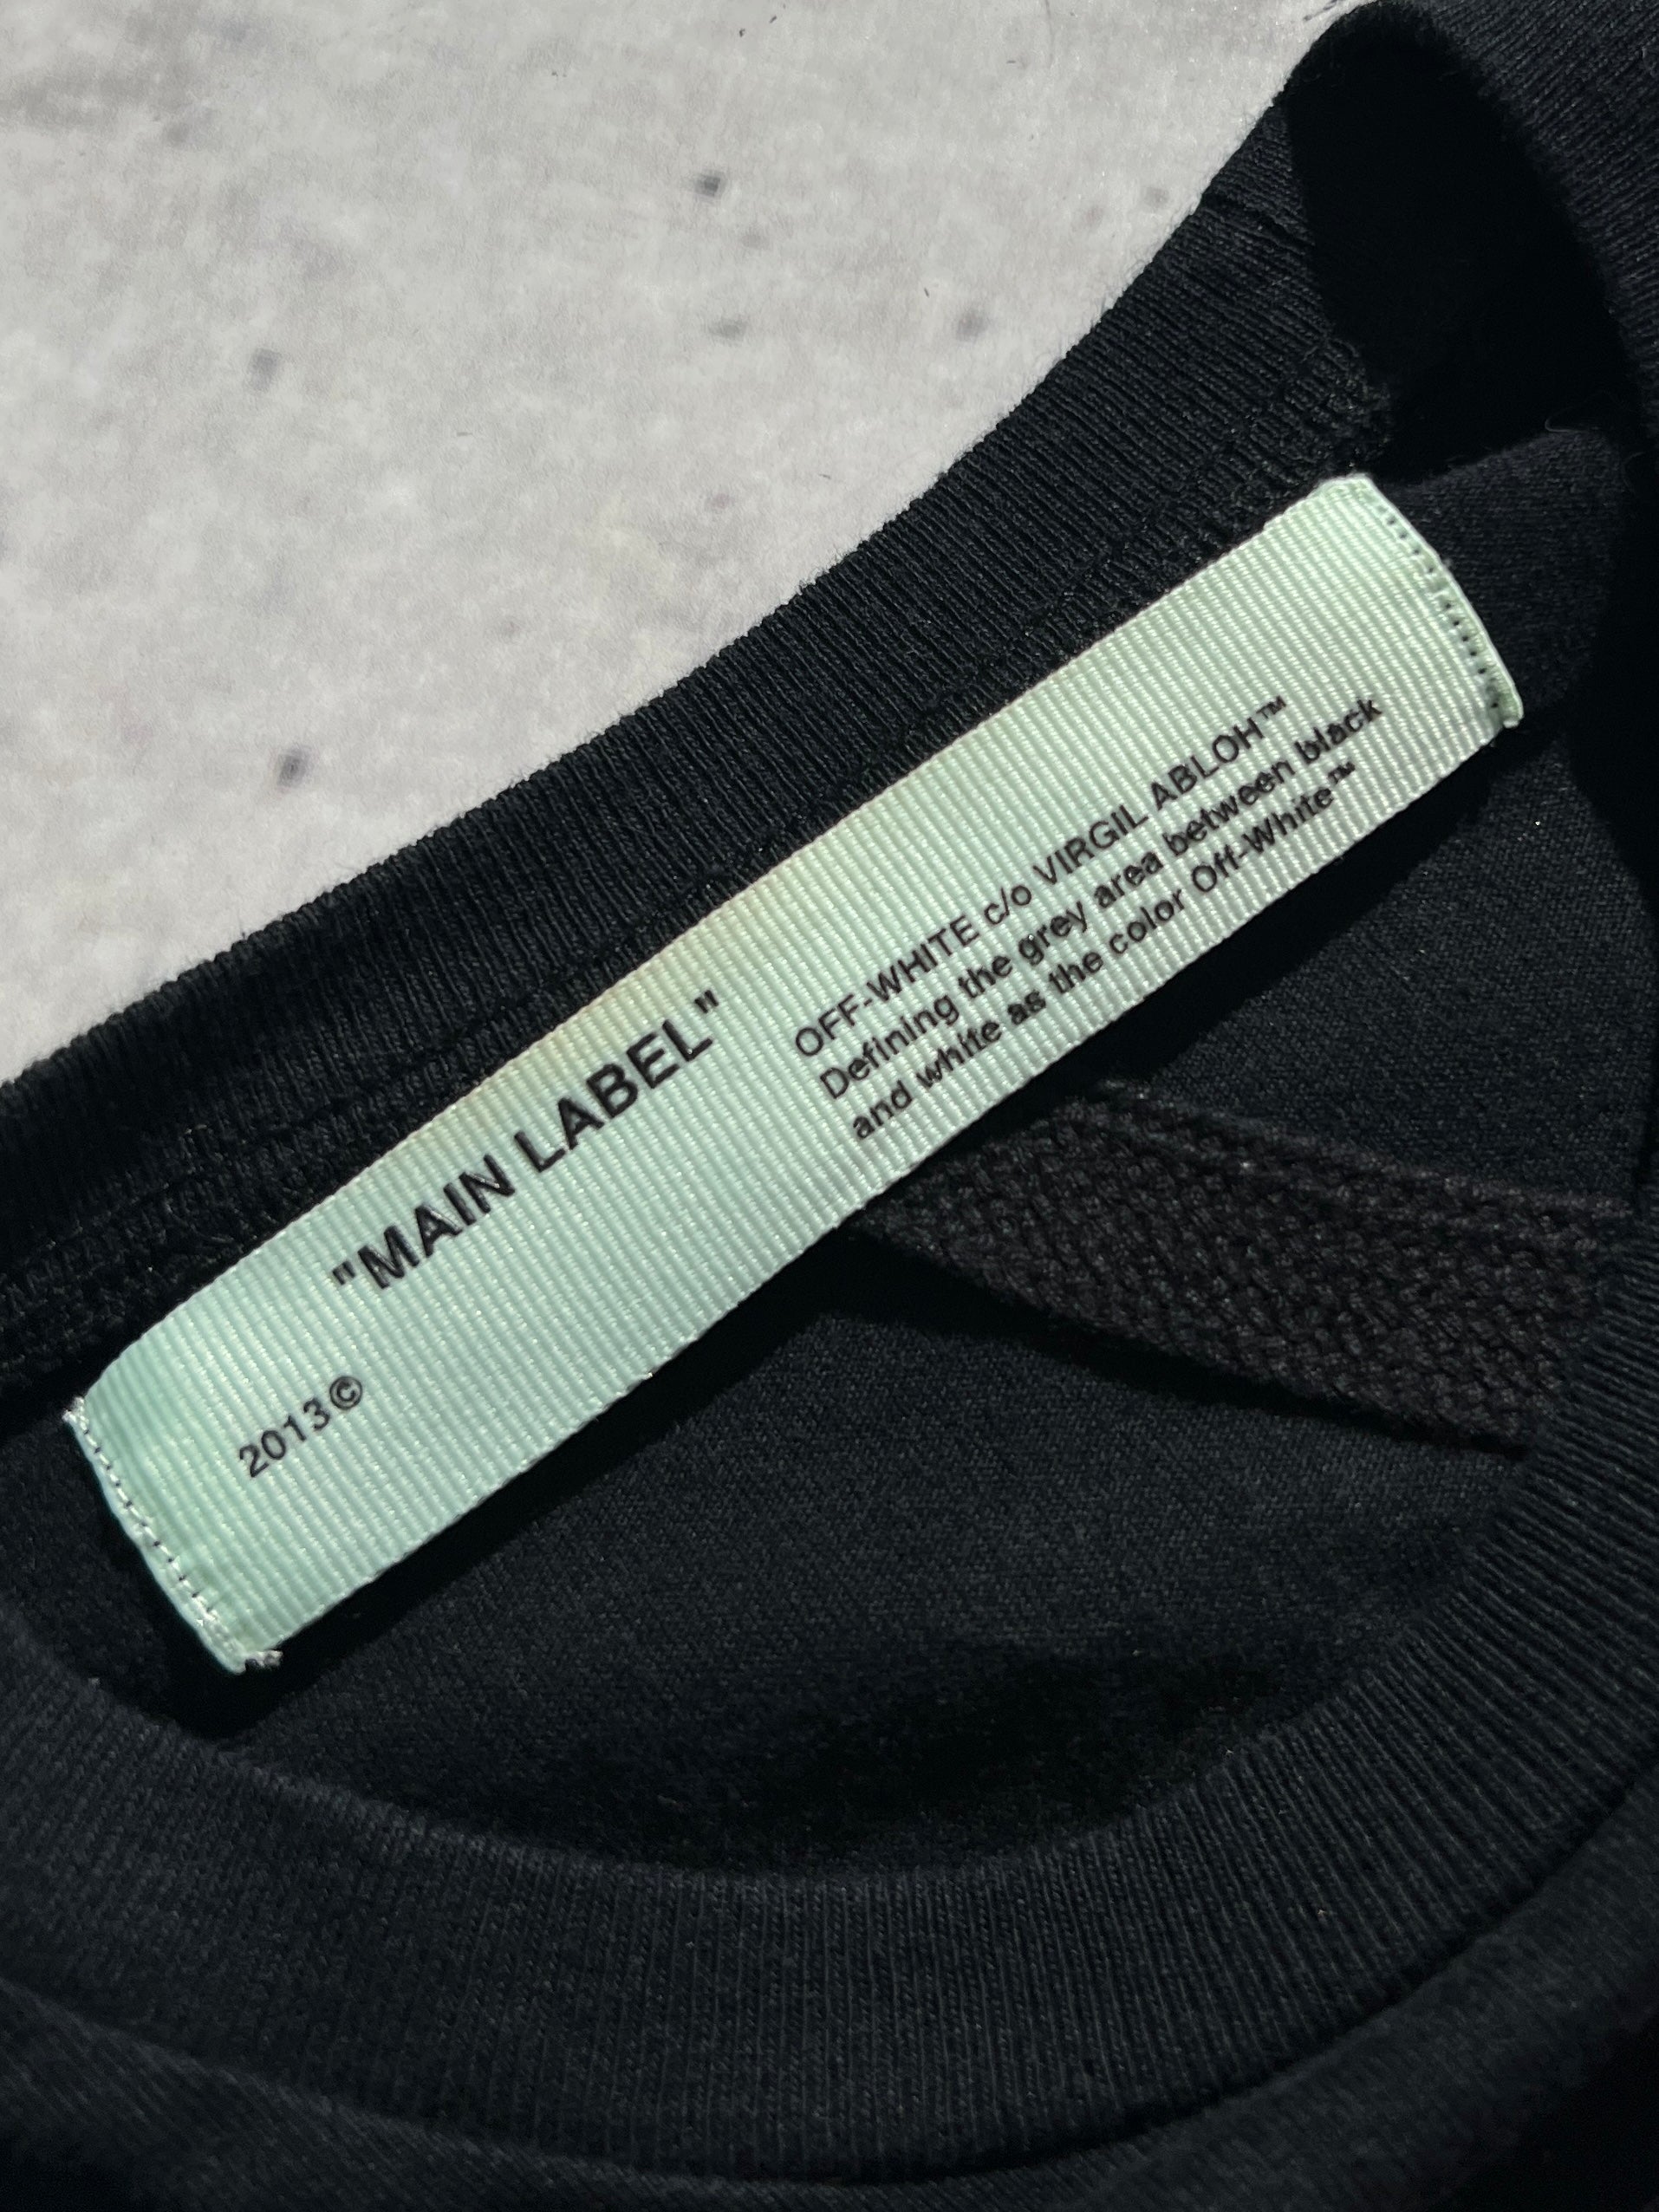 2013©
"MAIN LABEL"
OFF-WHITE c/o VIRGIL ABLOH™
Defining the grey area between black
and white as the color Off-White™